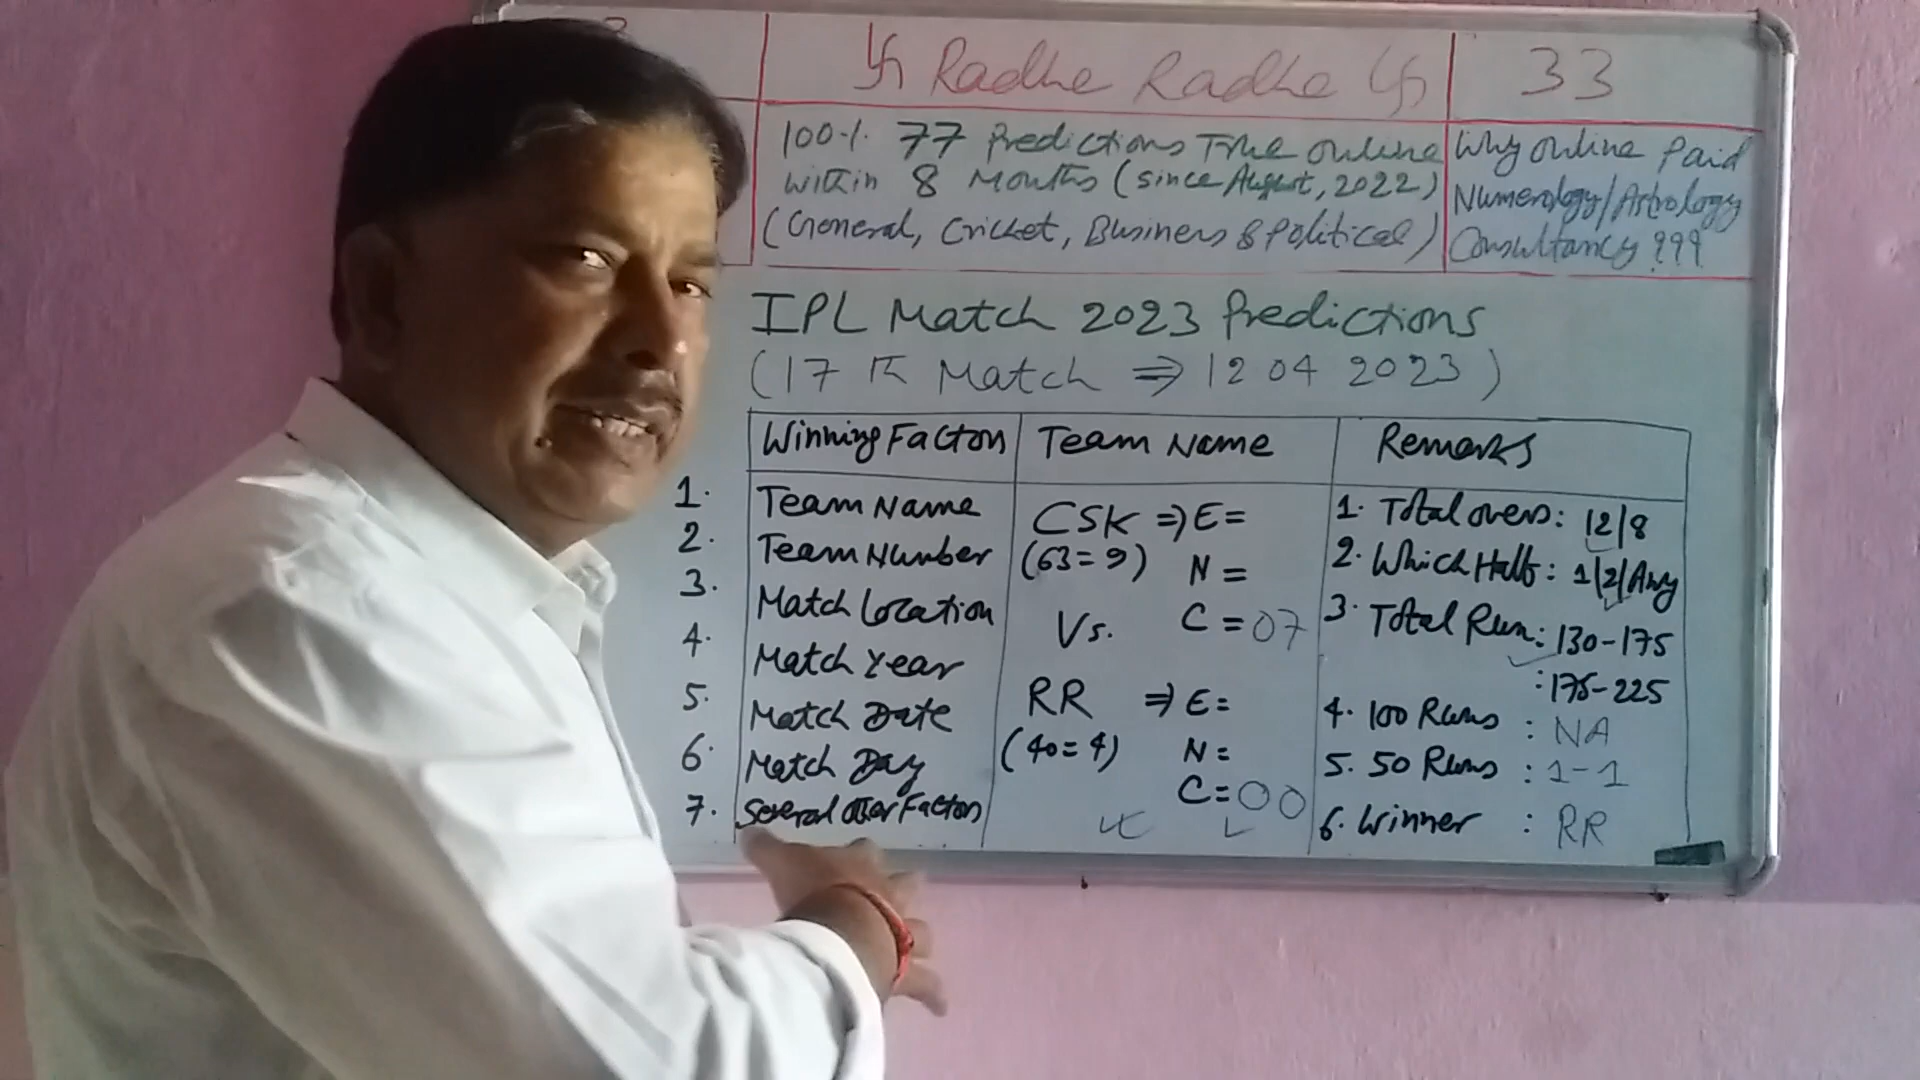 卐 Radhe Radhe 卐
33
100% 77 Predictions True online
within 8 Months (since August, 2022)
(General, Cricket, Business & Political)
Why online Paid
Numerology/Astrology
Consultancy ???
IPL Match 2023 Predictions
(17th Match ⇒ 12 04 2023)
Winning Factors
Team Name
Remarks
1. Team Name
2. Team Number
3. Match Location
4. Match Year
5. Match Date
6. Match Day
7. Several other Factors
CSK ⇒ E=
(63=9) N=
Vs. C=07
RR ⇒ E=
(40=4) N=
C=00
1. Total overs: 12/8
2. Which Half: 1/2/Any
3. Total Run: 130-175
: 175-225
4. 100 Runs : NA
5. 50 Runs : 1-1
6. Winner : RR